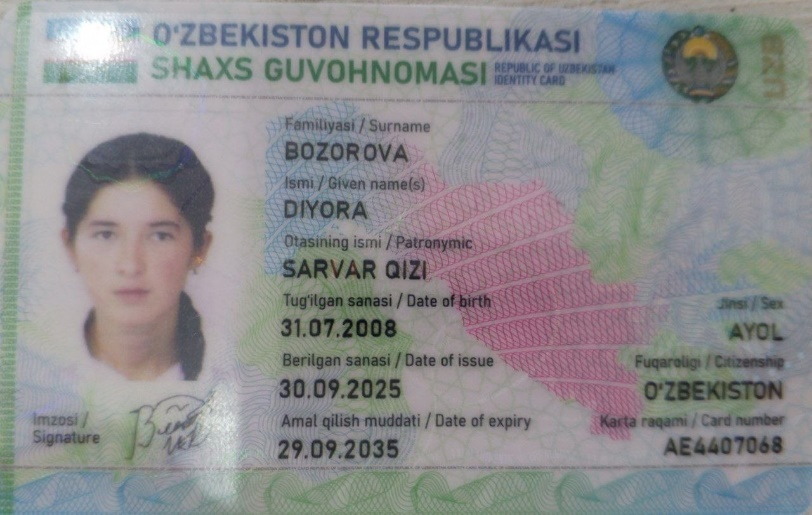 O'ZBEKISTON RESPUBLIKASI
SHAXS GUVOHNOMASI
REPUBLIC OF UZBEKISTAN
IDENTITY CARD
Familiyasi / Surname
BOZOROVA
Ismi / Given name(s)
DIYORA
Otasining ismi / Patronymic
SARVAR QIZI
Tug'ilgan sanasi / Date of birth
31.07.2008
Jinsi / Sex
AYOL
Berilgan sanasi / Date of issue
30.09.2025
Fuqaroligi / Citizenship
O'ZBEKISTON
Amal qilish muddati / Date of expiry
29.09.2035
Karta raqami / Card number
AE4407068
Imzosi /
Signature